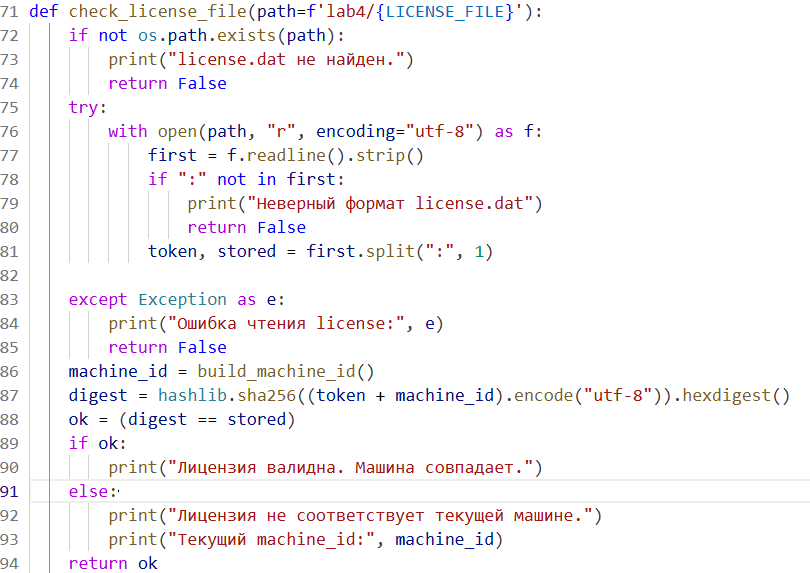 71 def check_license_file(path=f'lab4/{LICENSE_FILE}'):
72     if not os.path.exists(path):
73         print("license.dat не найден.")
74         return False
75     try:
76         with open(path, "r", encoding="utf-8") as f:
77             first = f.readline().strip()
78             if ":" not in first:
79                 print("Неверный формат license.dat")
80                 return False
81             token, stored = first.split(":", 1)
82
83     except Exception as e:
84         print("Ошибка чтения license:", e)
85         return False
86     machine_id = build_machine_id()
87     digest = hashlib.sha256((token + machine_id).encode("utf-8")).hexdigest()
88     ok = (digest == stored)
89     if ok:
90         print("Лицензия валидна. Машина совпадает.")
91     else:
92         print("Лицензия не соответствует текущей машине.")
93         print("Текущий machine_id:", machine_id)
94     return ok